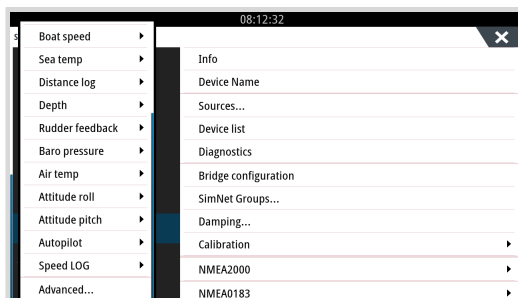 08:12:32
s
Boat speed
Sea temp
Distance log
Depth
Rudder feedback
Baro pressure
Air temp
Attitude roll
Attitude pitch
Autopilot
Speed LOG
Advanced...
Info
Device Name
Sources...
Device list
Diagnostics
Bridge configuration
SimNet Groups...
Damping...
Calibration
NMEA2000
NMEA0183